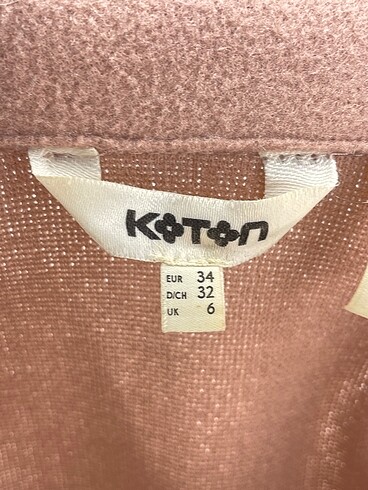 KOTON
EUR 34
D/CH 32
UK 6